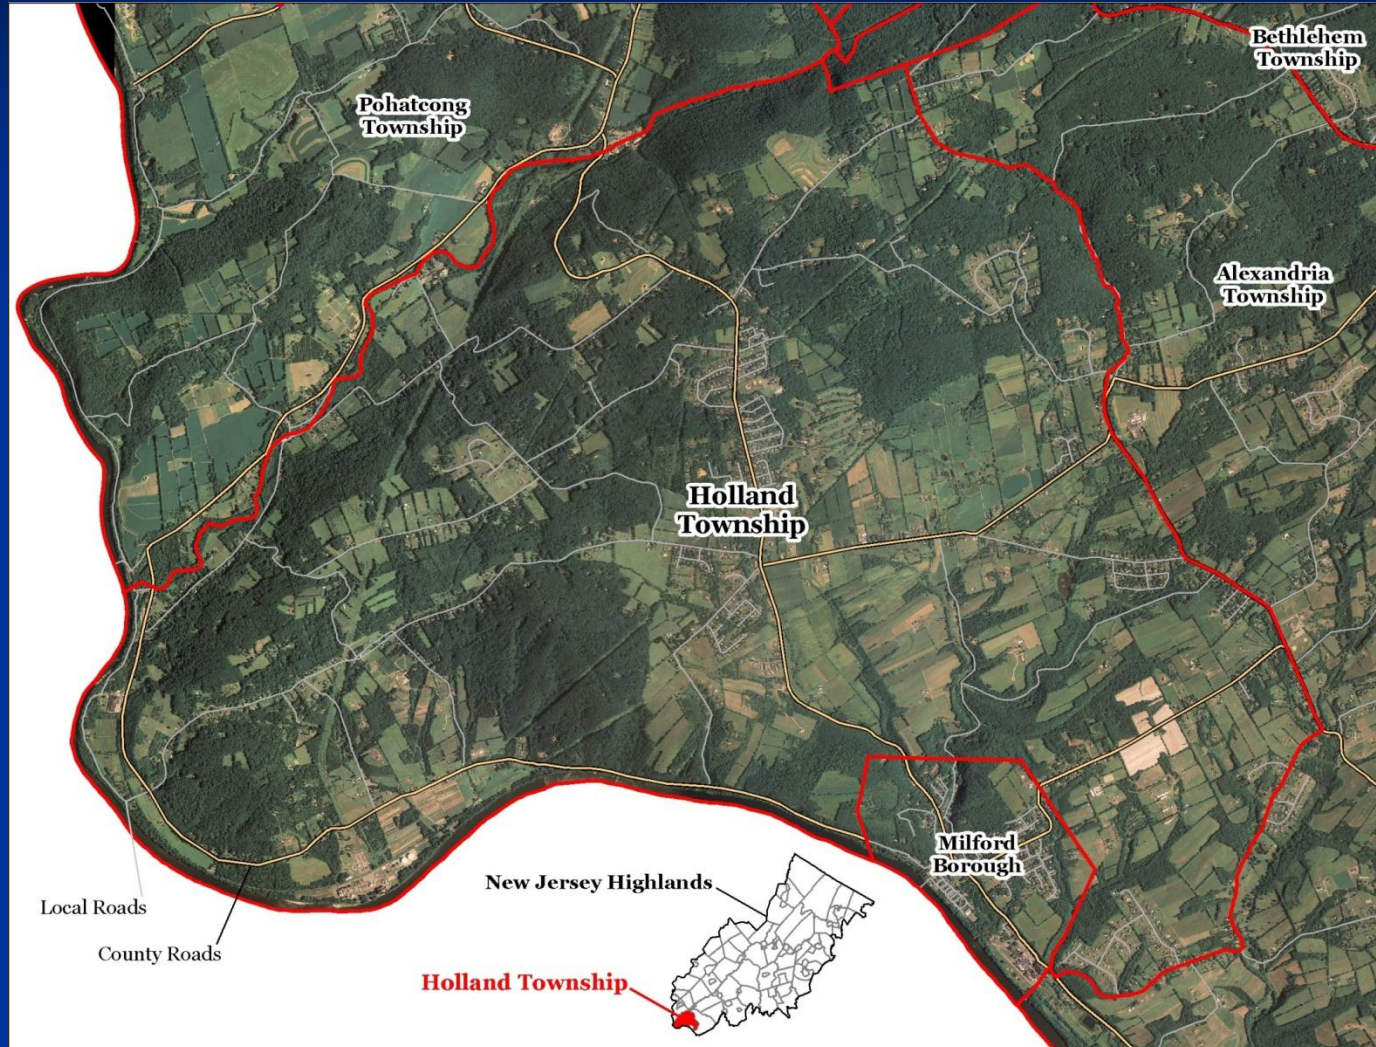 Bethlehem
Township
Pohatcong
Township
Alexandria
Township
Holland
Township
Milford
Borough
New Jersey Highlands
Local Roads
County Roads
Holland Township